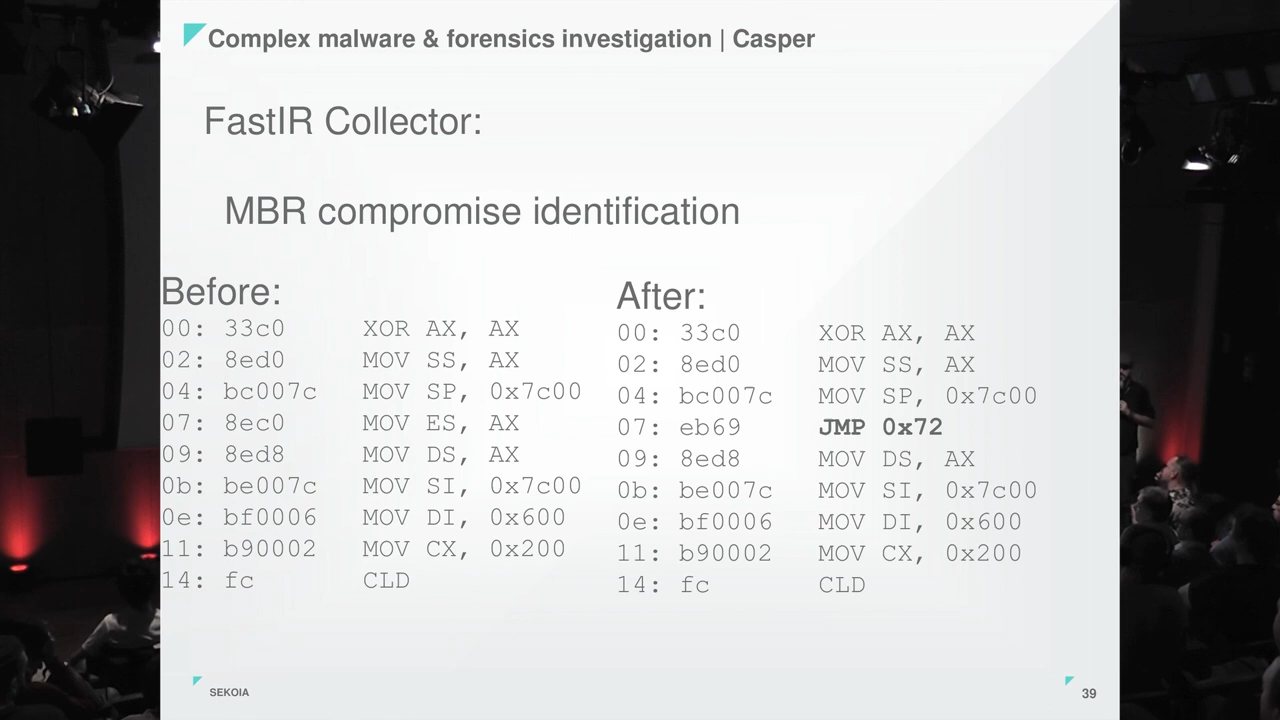 Complex malware & forensics investigation | Casper
FastIR Collector:
MBR compromise identification
Before:
00: 33c0 XOR AX, AX
02: 8ed0 MOV SS, AX
04: bc007c MOV SP, 0x7c00
07: 8ec0 MOV ES, AX
09: 8ed8 MOV DS, AX
0b: be007c MOV SI, 0x7c00
0e: bf0006 MOV DI, 0x600
11: b90002 MOV CX, 0x200
14: fc CLD
After:
00: 33c0 XOR AX, AX
02: 8ed0 MOV SS, AX
04: bc007c MOV SP, 0x7c00
07: eb69 JMP 0x72
09: 8ed8 MOV DS, AX
0b: be007c MOV SI, 0x7c00
0e: bf0006 MOV DI, 0x600
11: b90002 MOV CX, 0x200
14: fc CLD
SEKOIA
39